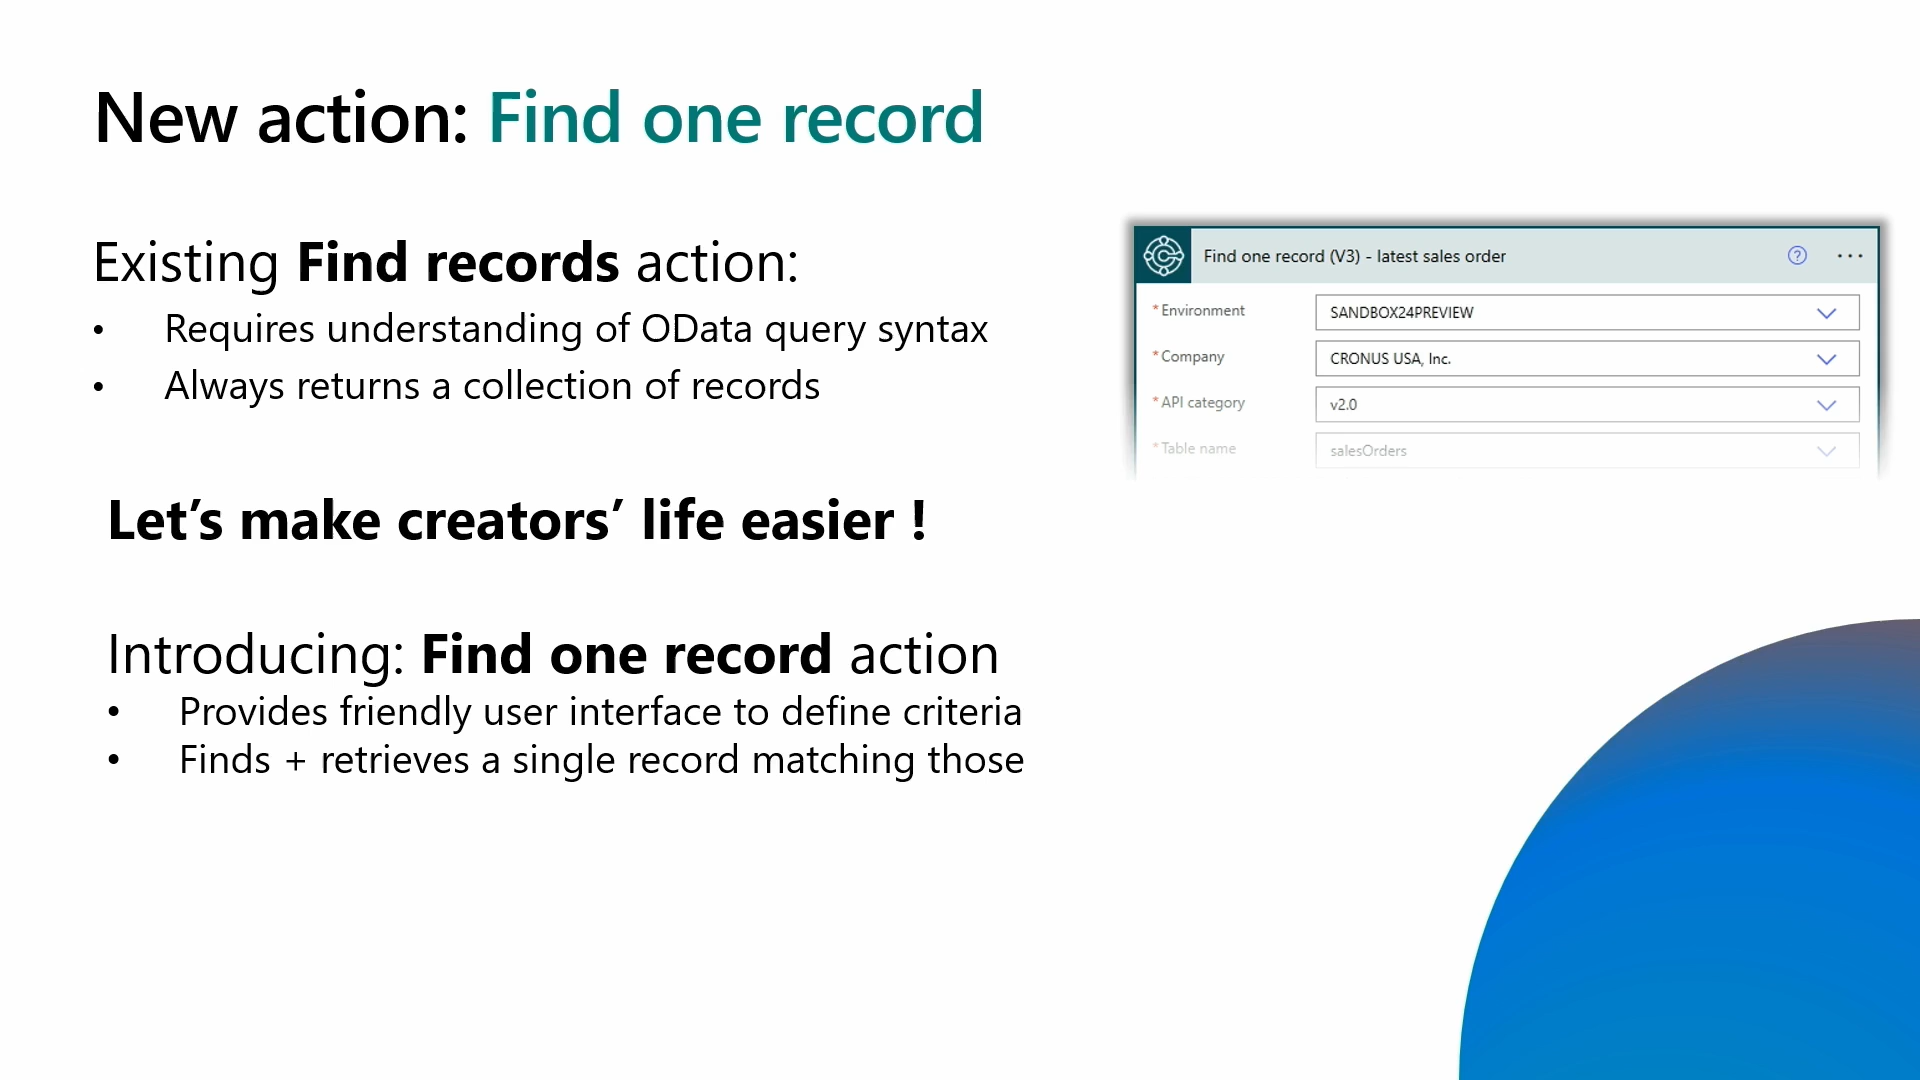 New action: Find one record
Existing Find records action:
• Requires understanding of OData query syntax
• Always returns a collection of records
Let’s make creators’ life easier !
Introducing: Find one record action
• Provides friendly user interface to define criteria
• Finds + retrieves a single record matching those
Find one record (V3) - latest sales order
* Environment SANDBOX24PREVIEW
* Company CRONUS USA, Inc.
* API category v2.0
* Table name salesOrders